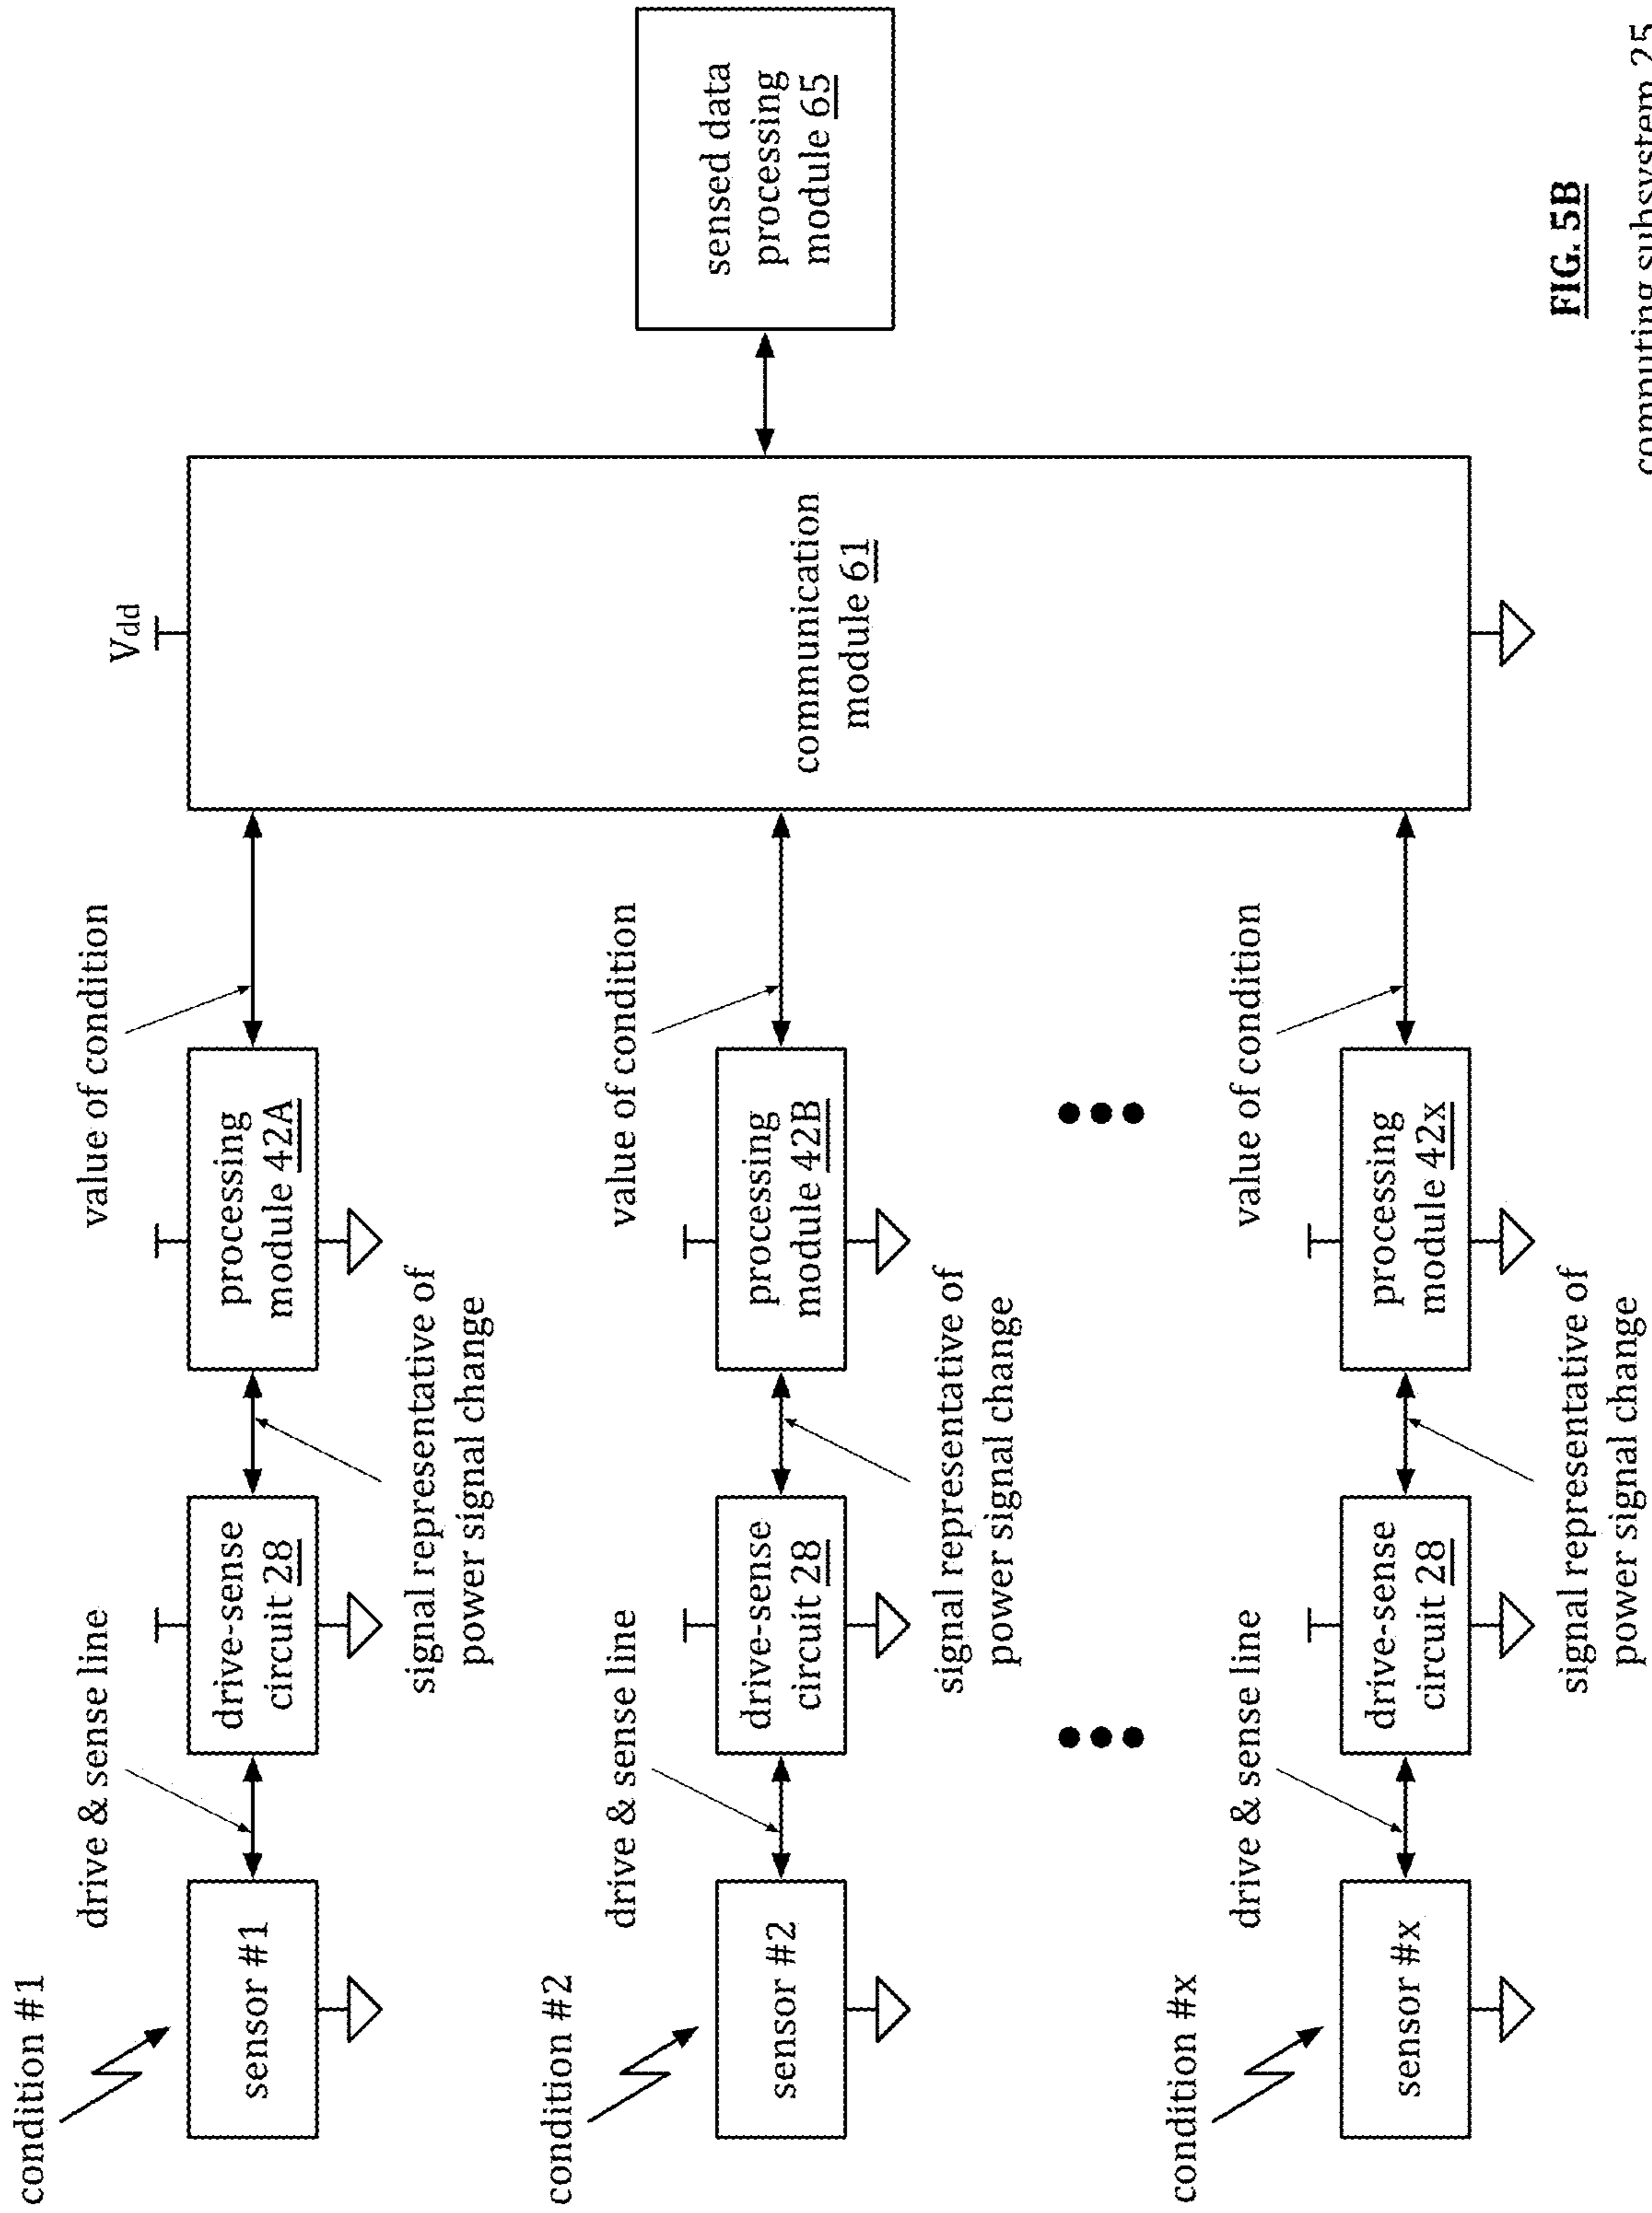 condition #1
drive & sense line
value of condition
Vdd
sensor #1
drive-sense
circuit 28
processing
module 42A
signal representative of
power signal change
condition #2
drive & sense line
value of condition
sensor #2
drive-sense
circuit 28
processing
module 42B
signal representative of
power signal change
communication
module 61
sensed data
processing
module 65
condition #x
drive & sense line
value of condition
sensor #x
drive-sense
circuit 28
processing
module 42x
signal representative of
power signal change
FIG. 5B
computing subsystem 25